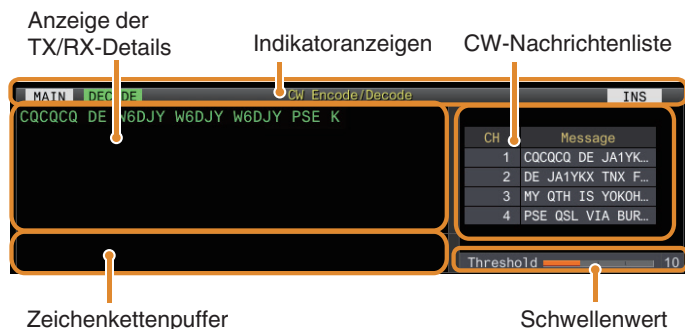 Anzeige der
TX/RX-Details
Indikatoranzeigen
CW-Nachrichtenliste
MAIN DECODE CW Encode/Decode INS
CQCQCQ DE W6DJY W6DJY W6DJY PSE K
CH Message
1 CQCQCQ DE JA1YK…
2 DE JA1YKX TNX F…
3 MY QTH IS YOKOH…
4 PSE QSL VIA BUR…
Threshold 10
Zeichenkettenpuffer
Schwellenwert